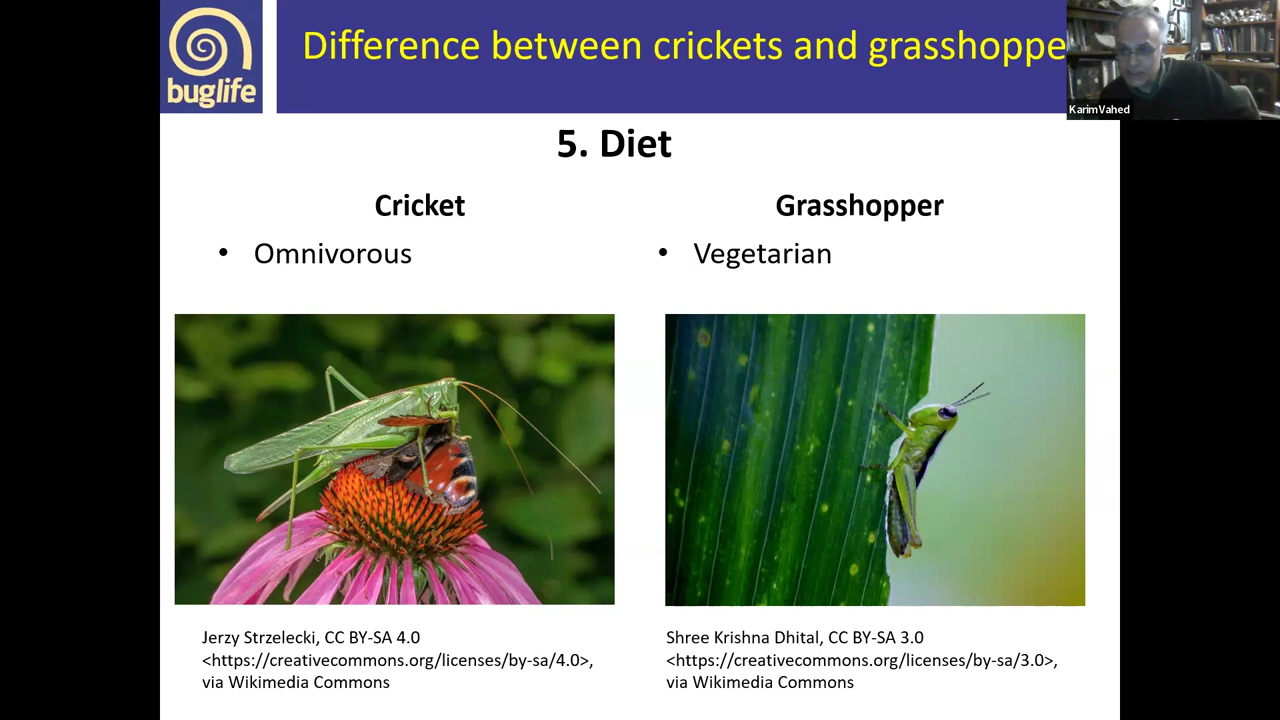 buglife
Difference between crickets and grasshoppe
Karim Vahed
5. Diet
Cricket
Grasshopper
• Omnivorous
• Vegetarian
Jerzy Strzelecki, CC BY-SA 4.0
<https://creativecommons.org/licenses/by-sa/4.0>,
via Wikimedia Commons
Shree Krishna Dhital, CC BY-SA 3.0
<https://creativecommons.org/licenses/by-sa/3.0>,
via Wikimedia Commons